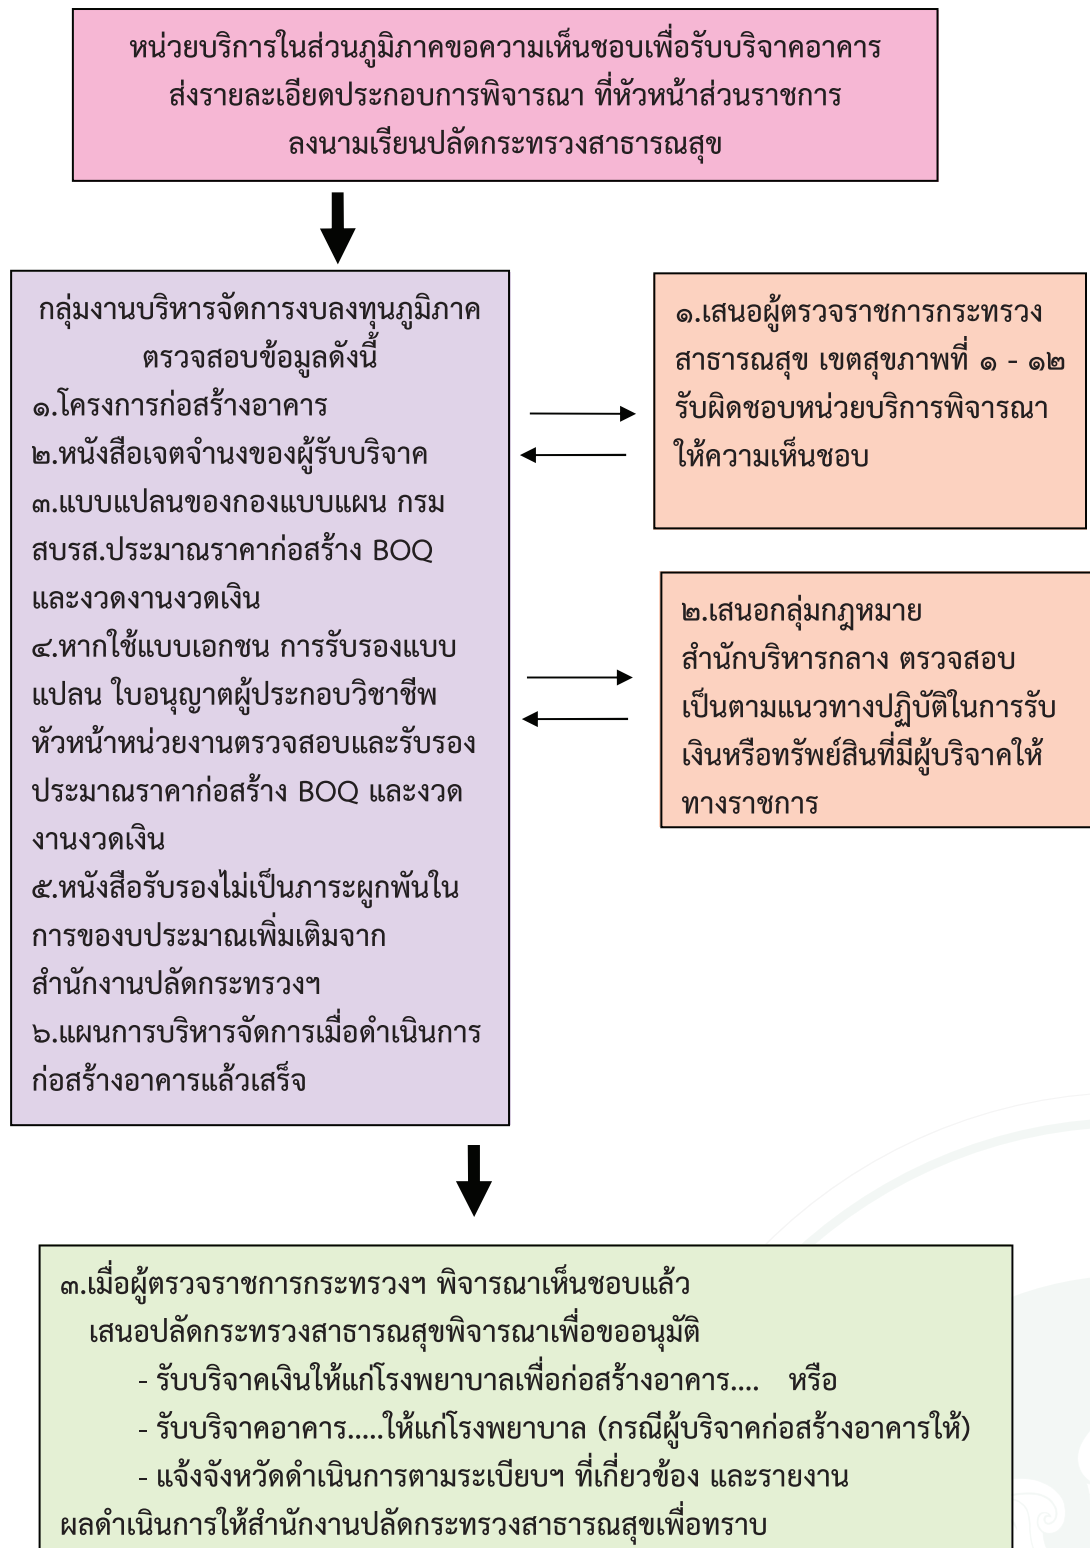 หน่วยบริการในส่วนภูมิภาคขอความเห็นชอบเพื่อรับบริจาคอาคาร
ส่งรายละเอียดประกอบการพิจารณา ที่หัวหน้าส่วนราชการ
ลงนามเรียนปลัดกระทรวงสาธารณสุข
กลุ่มงานบริหารจัดการงบลงทุนภูมิภาค
ตรวจสอบข้อมูลดังนี้
๑.โครงการก่อสร้างอาคาร
๒.หนังสือเจตจำนงของผู้รับบริจาค
๓.แบบแปลนของกองแบบแผน กรม
สบรส.ประมาณราคาก่อสร้าง BOQ
และงวดงานงวดเงิน
๔.หากใช้แบบเอกชน การรับรองแบบ
แปลน ใบอนุญาตผู้ประกอบวิชาชีพ
หัวหน้าหน่วยงานตรวจสอบและรับรอง
ประมาณราคาก่อสร้าง BOQ และงวด
งานงวดเงิน
๕.หนังสือรับรองไม่เป็นภาระผูกพันใน
การของบประมาณเพิ่มเติมจาก
สำนักงานปลัดกระทรวงฯ
๖.แผนการบริหารจัดการเมื่อดำเนินการ
ก่อสร้างอาคารแล้วเสร็จ
๑.เสนอผู้ตรวจราชการกระทรวง
สาธารณสุข เขตสุขภาพที่ ๑ - ๑๒
รับผิดชอบหน่วยบริการพิจารณา
ให้ความเห็นชอบ
๒.เสนอกลุ่มกฎหมาย
สำนักบริหารกลาง ตรวจสอบ
เป็นตามแนวทางปฏิบัติในการรับ
เงินหรือทรัพย์สินที่มีผู้บริจาคให้
ทางราชการ
๓.เมื่อผู้ตรวจราชการกระทรวงฯ พิจารณาเห็นชอบแล้ว
เสนอปลัดกระทรวงสาธารณสุขพิจารณาเพื่อขออนุมัติ
- รับบริจาคเงินให้แก่โรงพยาบาลเพื่อก่อสร้างอาคาร.... หรือ
- รับบริจาคอาคาร.....ให้แก่โรงพยาบาล (กรณีผู้บริจาคก่อสร้างอาคารให้)
- แจ้งจังหวัดดำเนินการตามระเบียบฯ ที่เกี่ยวข้อง และรายงาน
ผลดำเนินการให้สำนักงานปลัดกระทรวงสาธารณสุขเพื่อทราบ